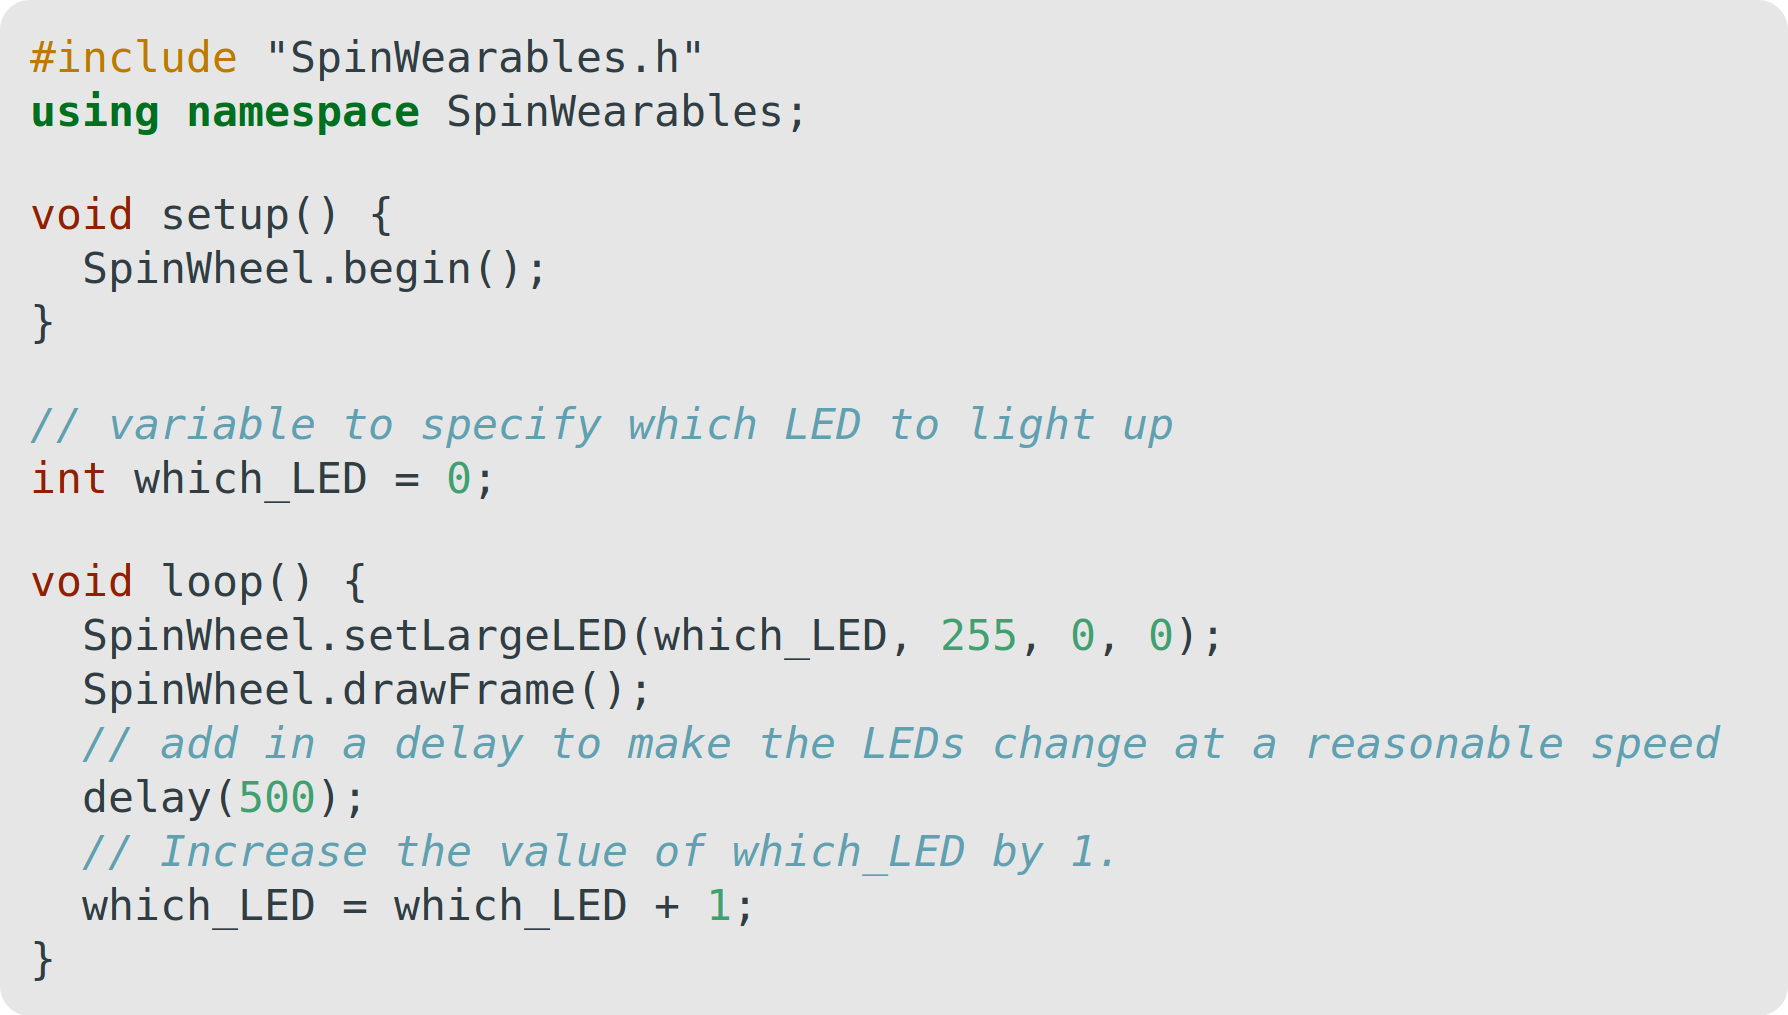 #include "SpinWearables.h"
using namespace SpinWearables;

void setup() {
  SpinWheel.begin();
}

// variable to specify which LED to light up
int which_LED = 0;

void loop() {
  SpinWheel.setLargeLED(which_LED, 255, 0, 0);
  SpinWheel.drawFrame();
  // add in a delay to make the LEDs change at a reasonable speed
  delay(500);
  // Increase the value of which_LED by 1.
  which_LED = which_LED + 1;
}